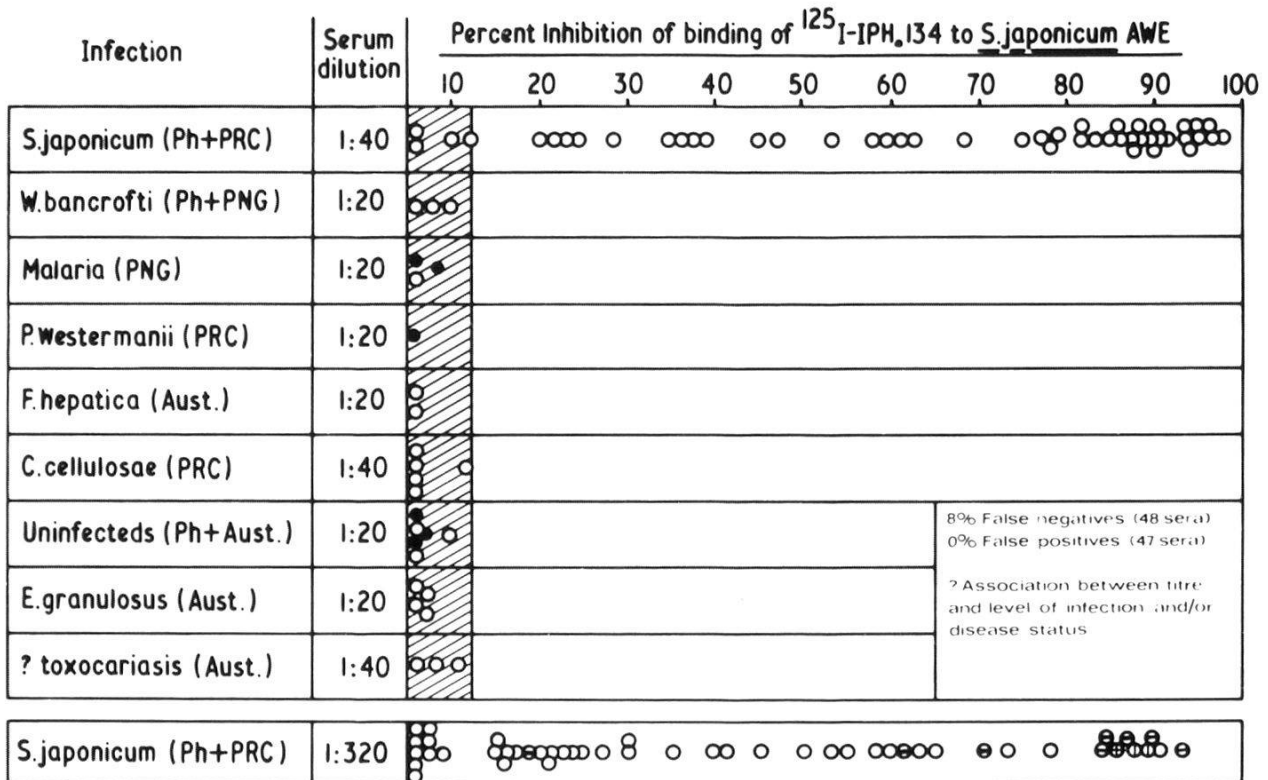 Infection
Serum
dilution
Percent Inhibition of binding of ¹²⁵I-IPH.134 to S.japonicum AWE
10 20 30 40 50 60 70 80 90 100
S.japonicum (Ph+PRC) 1:40
W.bancrofti (Ph+PNG) 1:20
Malaria (PNG) 1:20
P.Westermanii (PRC) 1:20
F.hepatica (Aust.) 1:20
C.cellulosae (PRC) 1:40
Uninfecteds (Ph+Aust.) 1:20
E.granulosus (Aust.) 1:20
? toxocariasis (Aust.) 1:40
8% False negatives (48 sera)
0% False positives (47 sera)
? Association between titre
and level of infection and/or
disease status
S.japonicum (Ph+PRC) 1:320